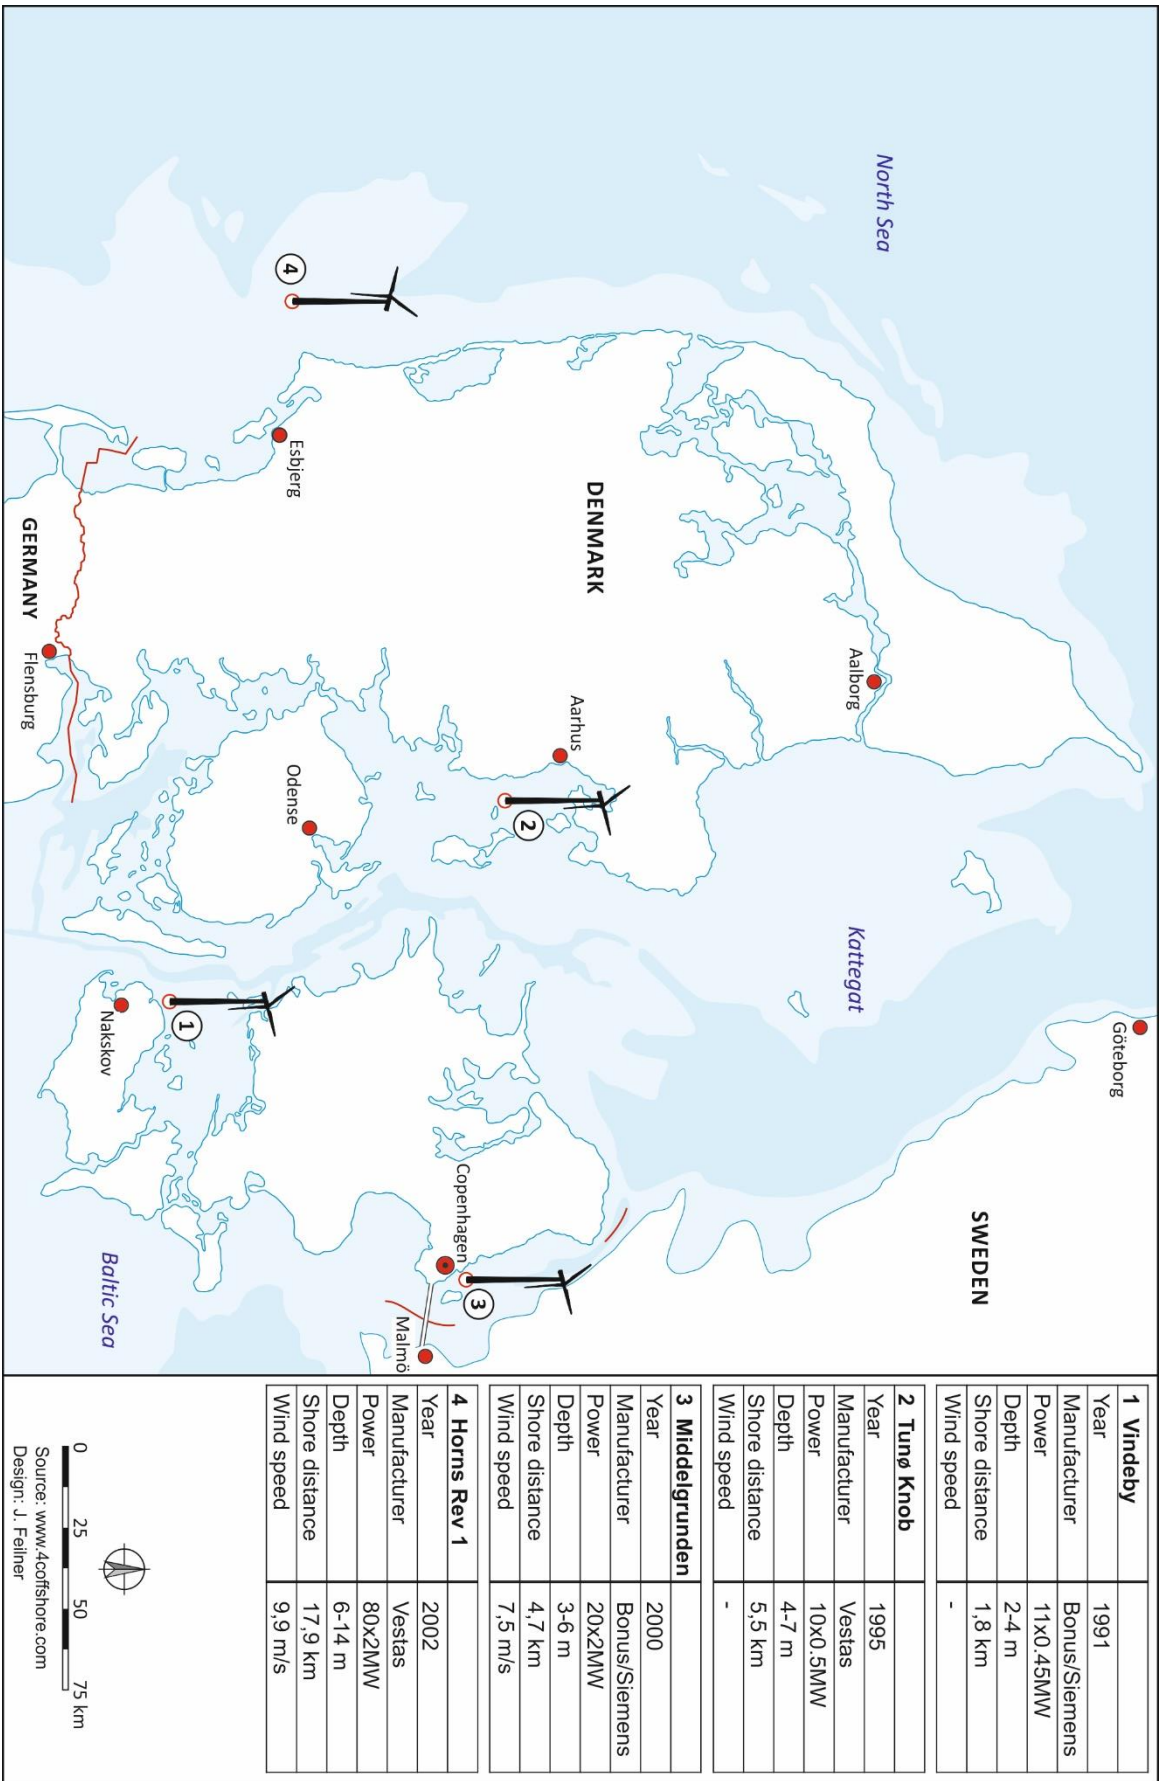 North Sea
Göteborg
SWEDEN
Kattegat
Aalborg
DENMARK
Aarhus
2
Esbjerg
Odense
4
Copenhagen
3
Malmö
1
Nakskov
GERMANY
Flensburg
Baltic Sea
1 Vindeby
Year 1991
Manufacturer Bonus/Siemens
Power 11x0.45MW
Depth 2-4 m
Shore distance 1,8 km
Wind speed -
2 Tunø Knob
Year 1995
Manufacturer Vestas
Power 10x0.5MW
Depth 4-7 m
Shore distance 5,5 km
Wind speed -
3 Middelgrunden
Year 2000
Manufacturer Bonus/Siemens
Power 20x2MW
Depth 3-6 m
Shore distance 4,7 km
Wind speed 7,5 m/s
4 Horns Rev 1
Year 2002
Manufacturer Vestas
Power 80x2MW
Depth 6-14 m
Shore distance 17,9 km
Wind speed 9,9 m/s
0 25 50 75 km
Source: www.4coffshore.com
Design: J. Feilner